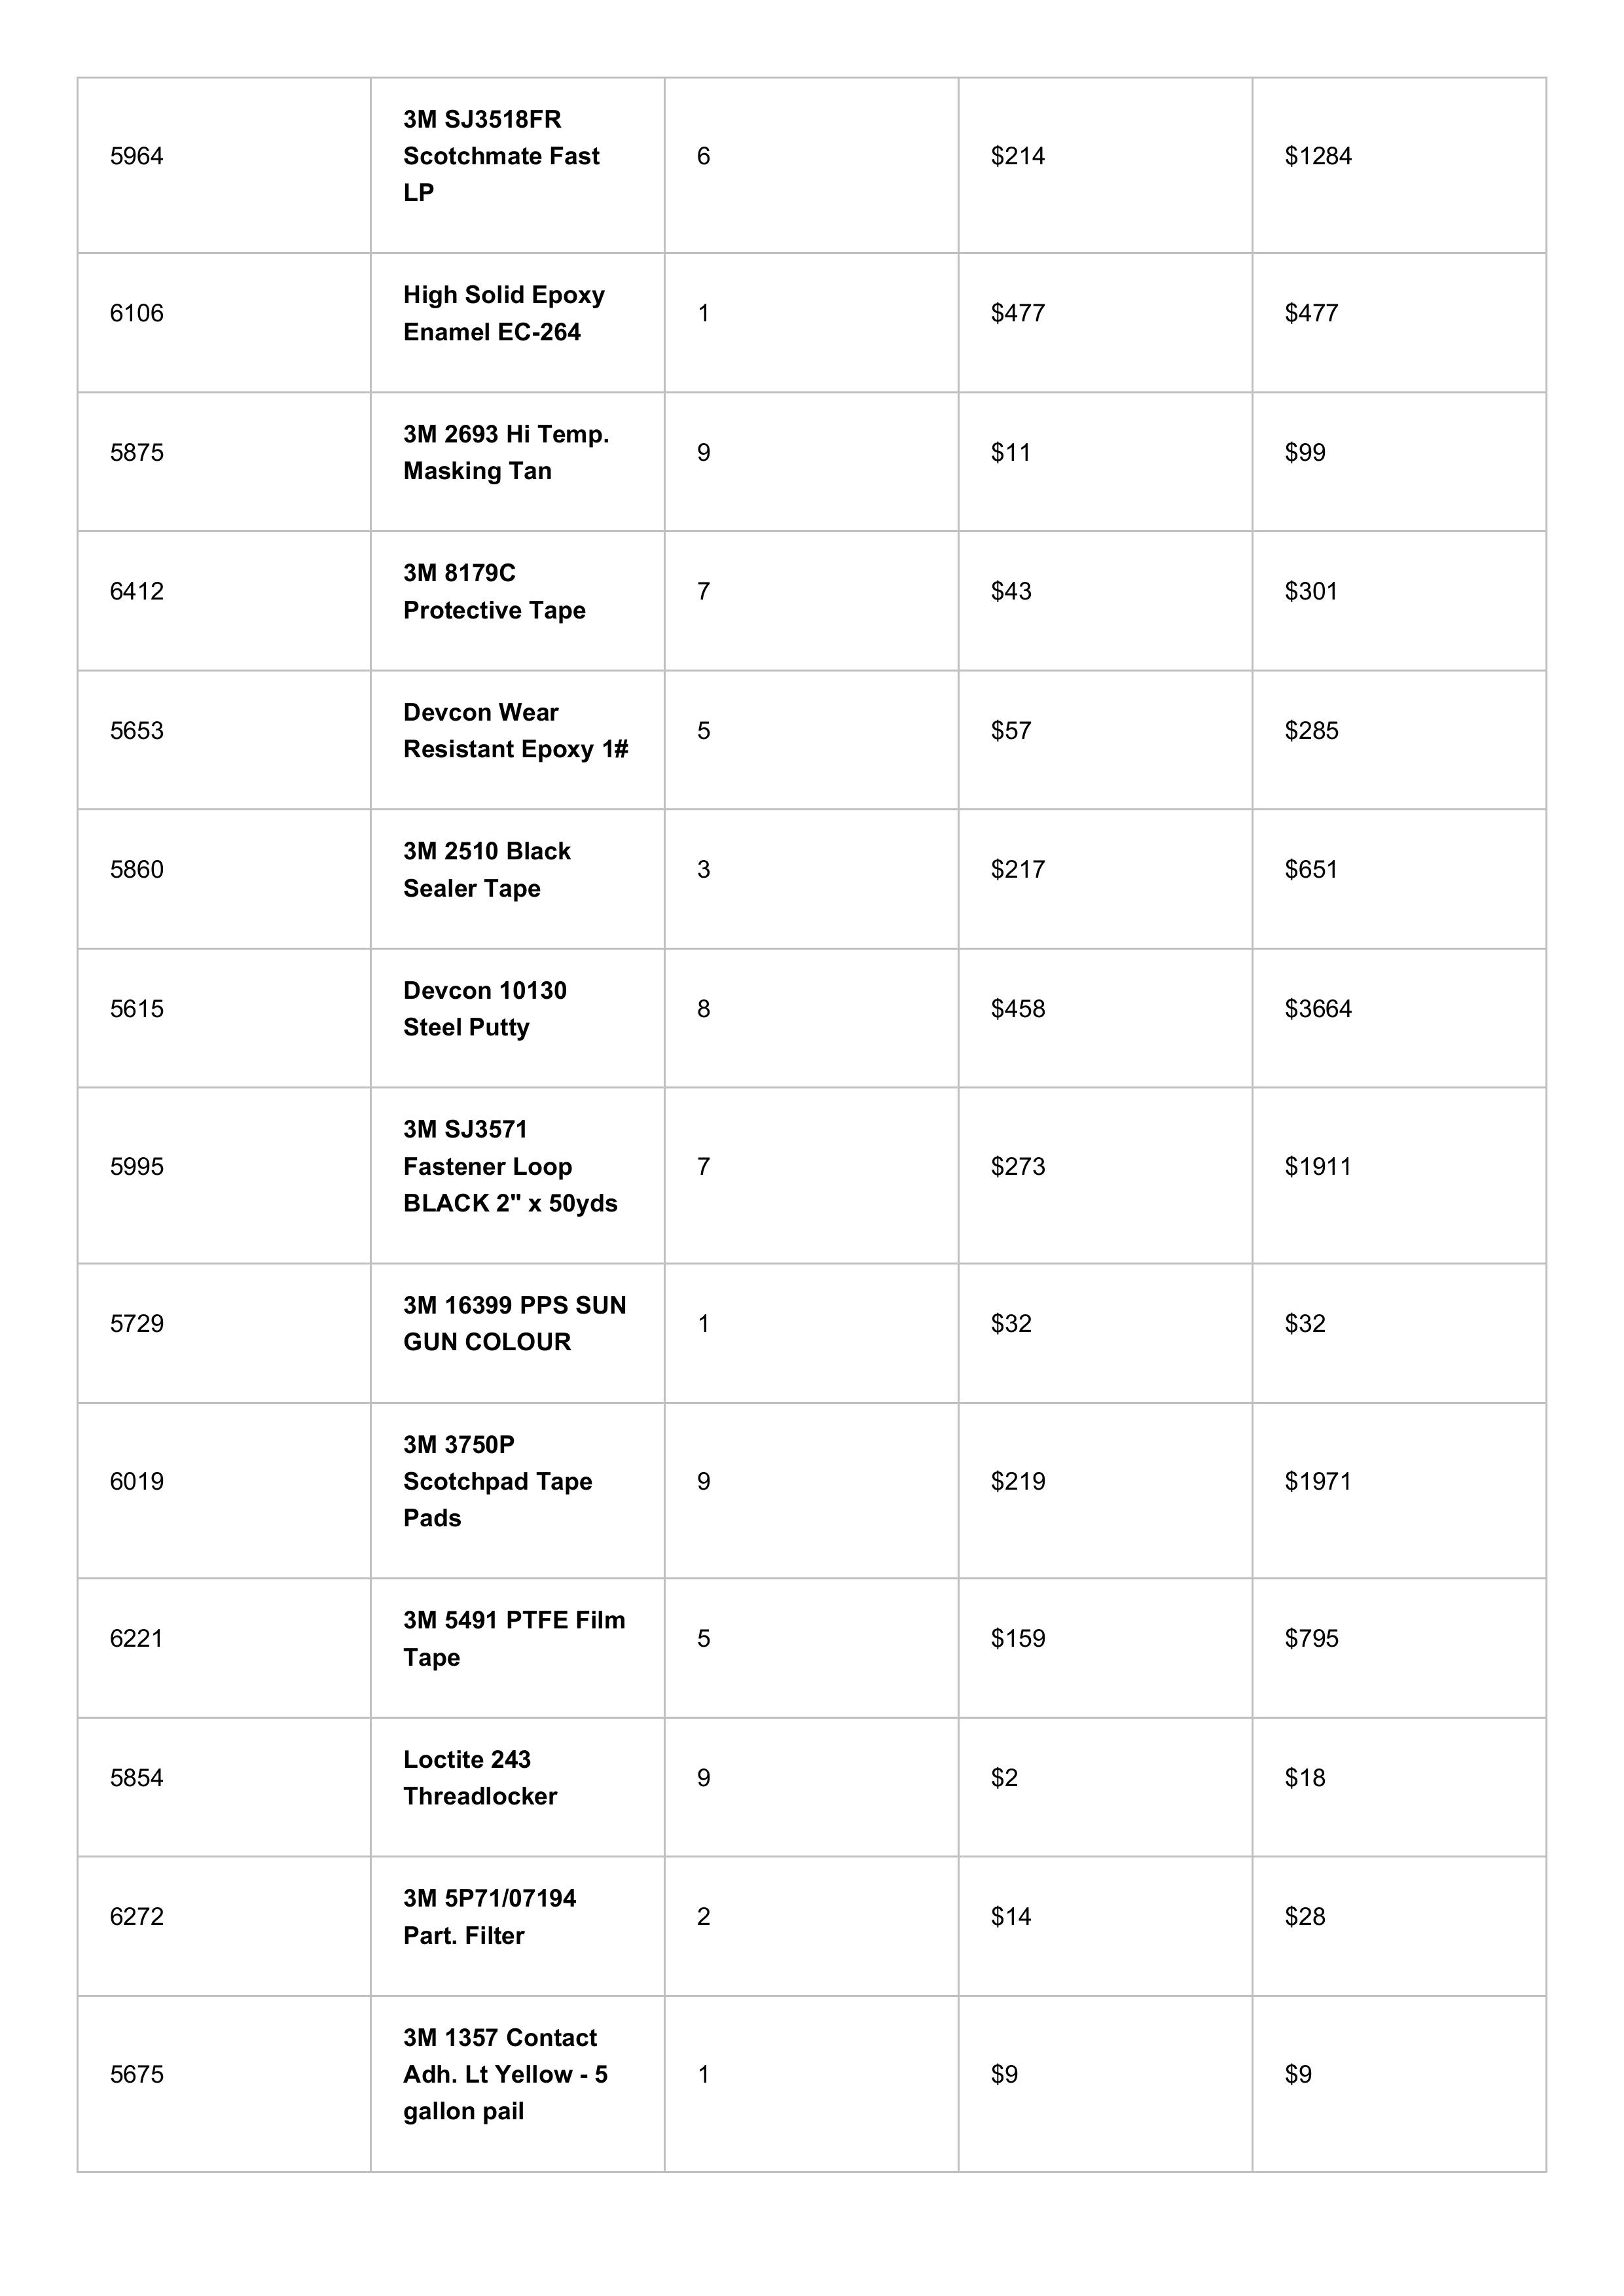 5964
3M SJ3518FR
Scotchmate Fast
LP
6
$214
$1284
6106
High Solid Epoxy
Enamel EC-264
1
$477
$477
5875
3M 2693 Hi Temp.
Masking Tan
9
$11
$99
6412
3M 8179C
Protective Tape
7
$43
$301
5653
Devcon Wear
Resistant Epoxy 1#
5
$57
$285
5860
3M 2510 Black
Sealer Tape
3
$217
$651
5615
Devcon 10130
Steel Putty
8
$458
$3664
5995
3M SJ3571
Fastener Loop
BLACK 2" x 50yds
7
$273
$1911
5729
3M 16399 PPS SUN
GUN COLOUR
1
$32
$32
6019
3M 3750P
Scotchpad Tape
Pads
9
$219
$1971
6221
3M 5491 PTFE Film
Tape
5
$159
$795
5854
Loctite 243
Threadlocker
9
$2
$18
6272
3M 5P71/07194
Part. Filter
2
$14
$28
5675
3M 1357 Contact
Adh. Lt Yellow - 5
gallon pail
1
$9
$9